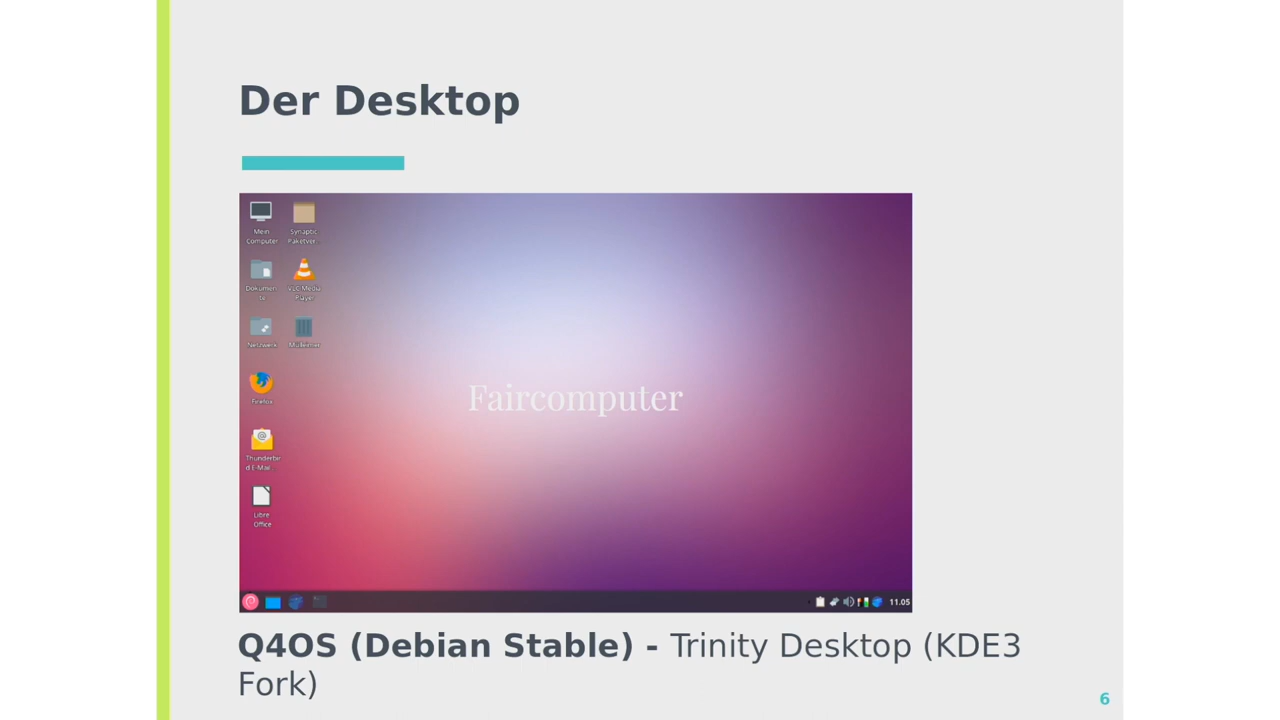 Der Desktop
Mein
Computer
Synaptic
Paketver...
Dokumen
te
VLC Media
Player
Netzwerk
Mülleimer
Firefox
Thunderbir
d E-Mai...
Libre
Office
Faircomputer
11.05
Q4OS (Debian Stable) - Trinity Desktop (KDE3
Fork)
6